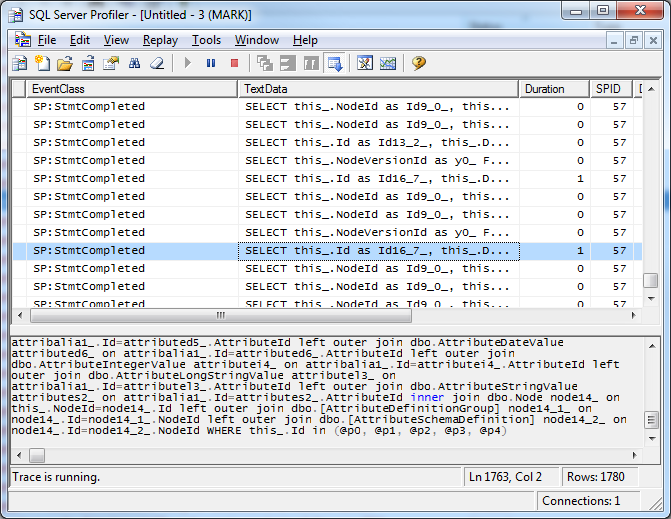 SQL Server Profiler - [Untitled - 3 (MARK)]
File Edit View Replay Tools Window Help
EventClass TextData Duration SPID D
SP:StmtCompleted SELECT this_.NodeId as Id9_0_, this... 0 57
SP:StmtCompleted SELECT this_.NodeId as Id9_0_, this... 0 57
SP:StmtCompleted SELECT this_.Id as Id13_2_, this_.D... 0 57
SP:StmtCompleted SELECT this_.NodeVersionId as y0_ F... 0 57
SP:StmtCompleted SELECT this_.Id as Id16_7_, this_.D... 1 57
SP:StmtCompleted SELECT this_.NodeId as Id9_0_, this... 0 57
SP:StmtCompleted SELECT this_.NodeId as Id9_0_, this... 0 57
SP:StmtCompleted SELECT this_.NodeVersionId as y0_ F... 0 57
SP:StmtCompleted SELECT this_.Id as Id16_7_, this_.D... 1 57
SP:StmtCompleted SELECT this_.NodeId as Id9_0_, this... 0 57
SP:StmtCompleted SELECT this_.NodeId as Id9_0_, this... 0 57
SP:StmtCompleted SELECT this_.NodeId as Id9_0_, this... 0 57
attribalia1_.Id=attributed5_.AttributeId left outer join dbo.AttributeDateValue
attributed6_ on attribalia1_.Id=attributed6_.AttributeId left outer join
dbo.AttributeIntegerValue attributei4_ on attribalia1_.Id=attributei4_.AttributeId left
outer join dbo.AttributeLongStringValue attributel3_ on
attribalia1_.Id=attributel3_.AttributeId left outer join dbo.AttributeStringValue
attributes2_ on attribalia1_.Id=attributes2_.AttributeId inner join dbo.Node node14_ on
this_.NodeId=node14_.Id left outer join dbo.[AttributeDefinitionGroup] node14_1_ on
node14_.Id=node14_1_.NodeId left outer join dbo.[AttributeSchemaDefinition] node14_2_ on
node14_.Id=node14_2_.NodeId WHERE this_.Id in (@p0, @p1, @p2, @p3, @p4)
Trace is running. Ln 1763, Col 2 Rows: 1780
Connections: 1